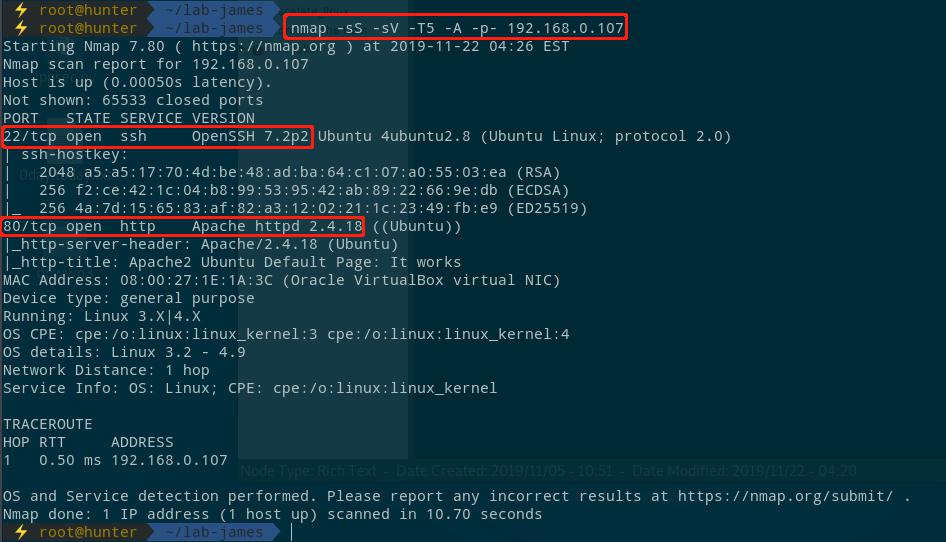 ⚡ root@hunter ~/lab-james
⚡ root@hunter ~/lab-james nmap -sS -sV -T5 -A -p- 192.168.0.107
Starting Nmap 7.80 ( https://nmap.org ) at 2019-11-22 04:26 EST
Nmap scan report for 192.168.0.107
Host is up (0.00050s latency).
Not shown: 65533 closed ports
PORT   STATE SERVICE VERSION
22/tcp open  ssh     OpenSSH 7.2p2 Ubuntu 4ubuntu2.8 (Ubuntu Linux; protocol 2.0)
| ssh-hostkey:
|   2048 a5:a5:17:70:4d:be:48:ad:ba:64:c1:07:a0:55:03:ea (RSA)
|   256 f2:ce:42:1c:04:b8:99:53:95:42:ab:89:22:66:9e:db (ECDSA)
|_  256 4a:7d:15:65:83:af:82:a3:12:02:21:1c:23:49:fb:e9 (ED25519)
80/tcp open  http    Apache httpd 2.4.18 ((Ubuntu))
|_http-server-header: Apache/2.4.18 (Ubuntu)
|_http-title: Apache2 Ubuntu Default Page: It works
MAC Address: 08:00:27:1E:1A:3C (Oracle VirtualBox virtual NIC)
Device type: general purpose
Running: Linux 3.X|4.X
OS CPE: cpe:/o:linux:linux_kernel:3 cpe:/o:linux:linux_kernel:4
OS details: Linux 3.2 - 4.9
Network Distance: 1 hop
Service Info: OS: Linux; CPE: cpe:/o:linux:linux_kernel
TRACEROUTE
HOP RTT     ADDRESS
1   0.50 ms 192.168.0.107
Node Type: Rich Text - Date Created: 2019/11/05 - 10:51 - Date Modified: 2019/11/22 - 04:20
OS and Service detection performed. Please report any incorrect results at https://nmap.org/submit/ .
Nmap done: 1 IP address (1 host up) scanned in 10.70 seconds
⚡ root@hunter ~/lab-james